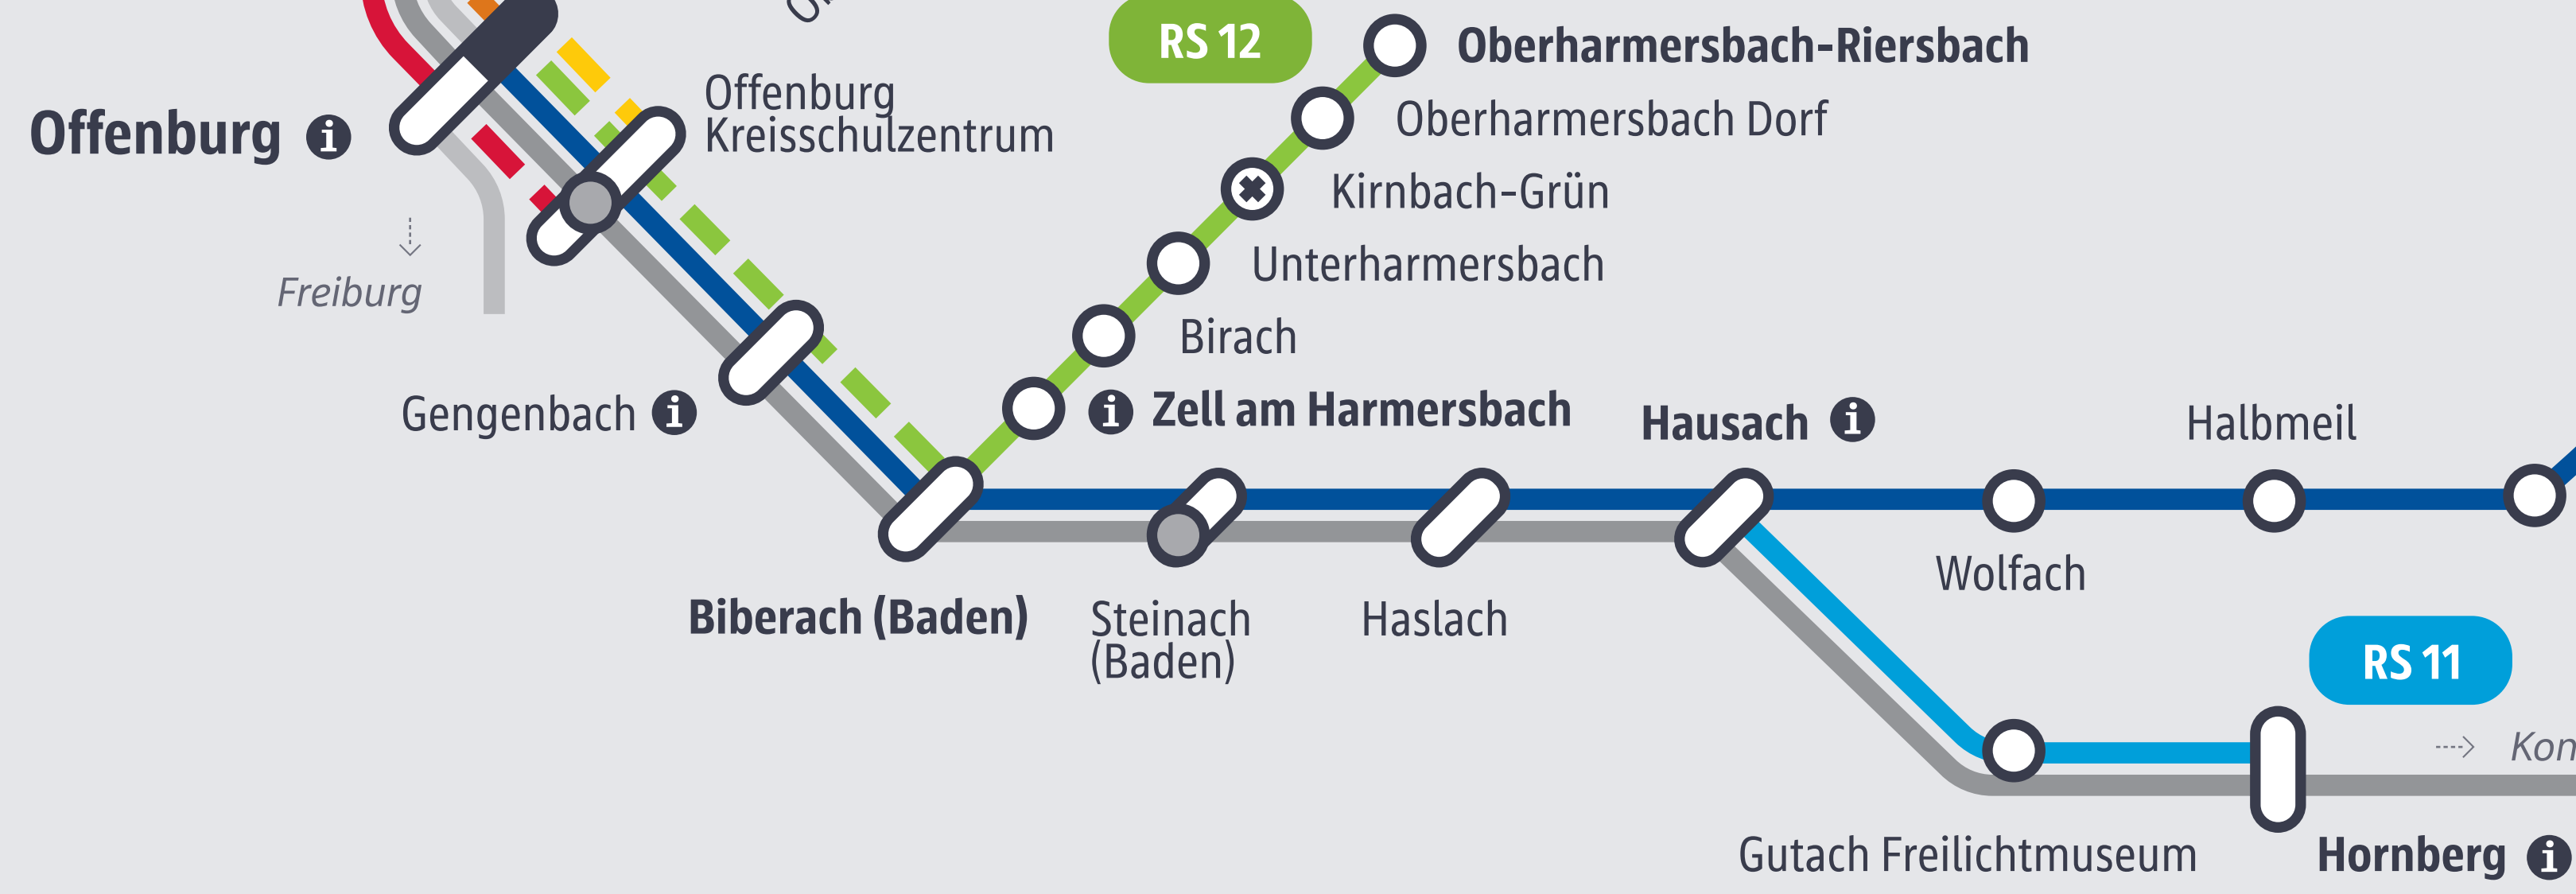 RS 12
Oberharmersbach-Riersbach
Offenburg
Kreisschulzentrum
Oberharmersbach Dorf
Offenburg i
Kirnbach-Grün
Unterharmersbach
Freiburg
Birach
Gengenbach i
i Zell am Harmersbach
Hausach i
Halbmeil
Wolfach
Biberach (Baden)
Steinach
(Baden)
Haslach
RS 11
Kon
Gutach Freilichtmuseum
Hornberg i